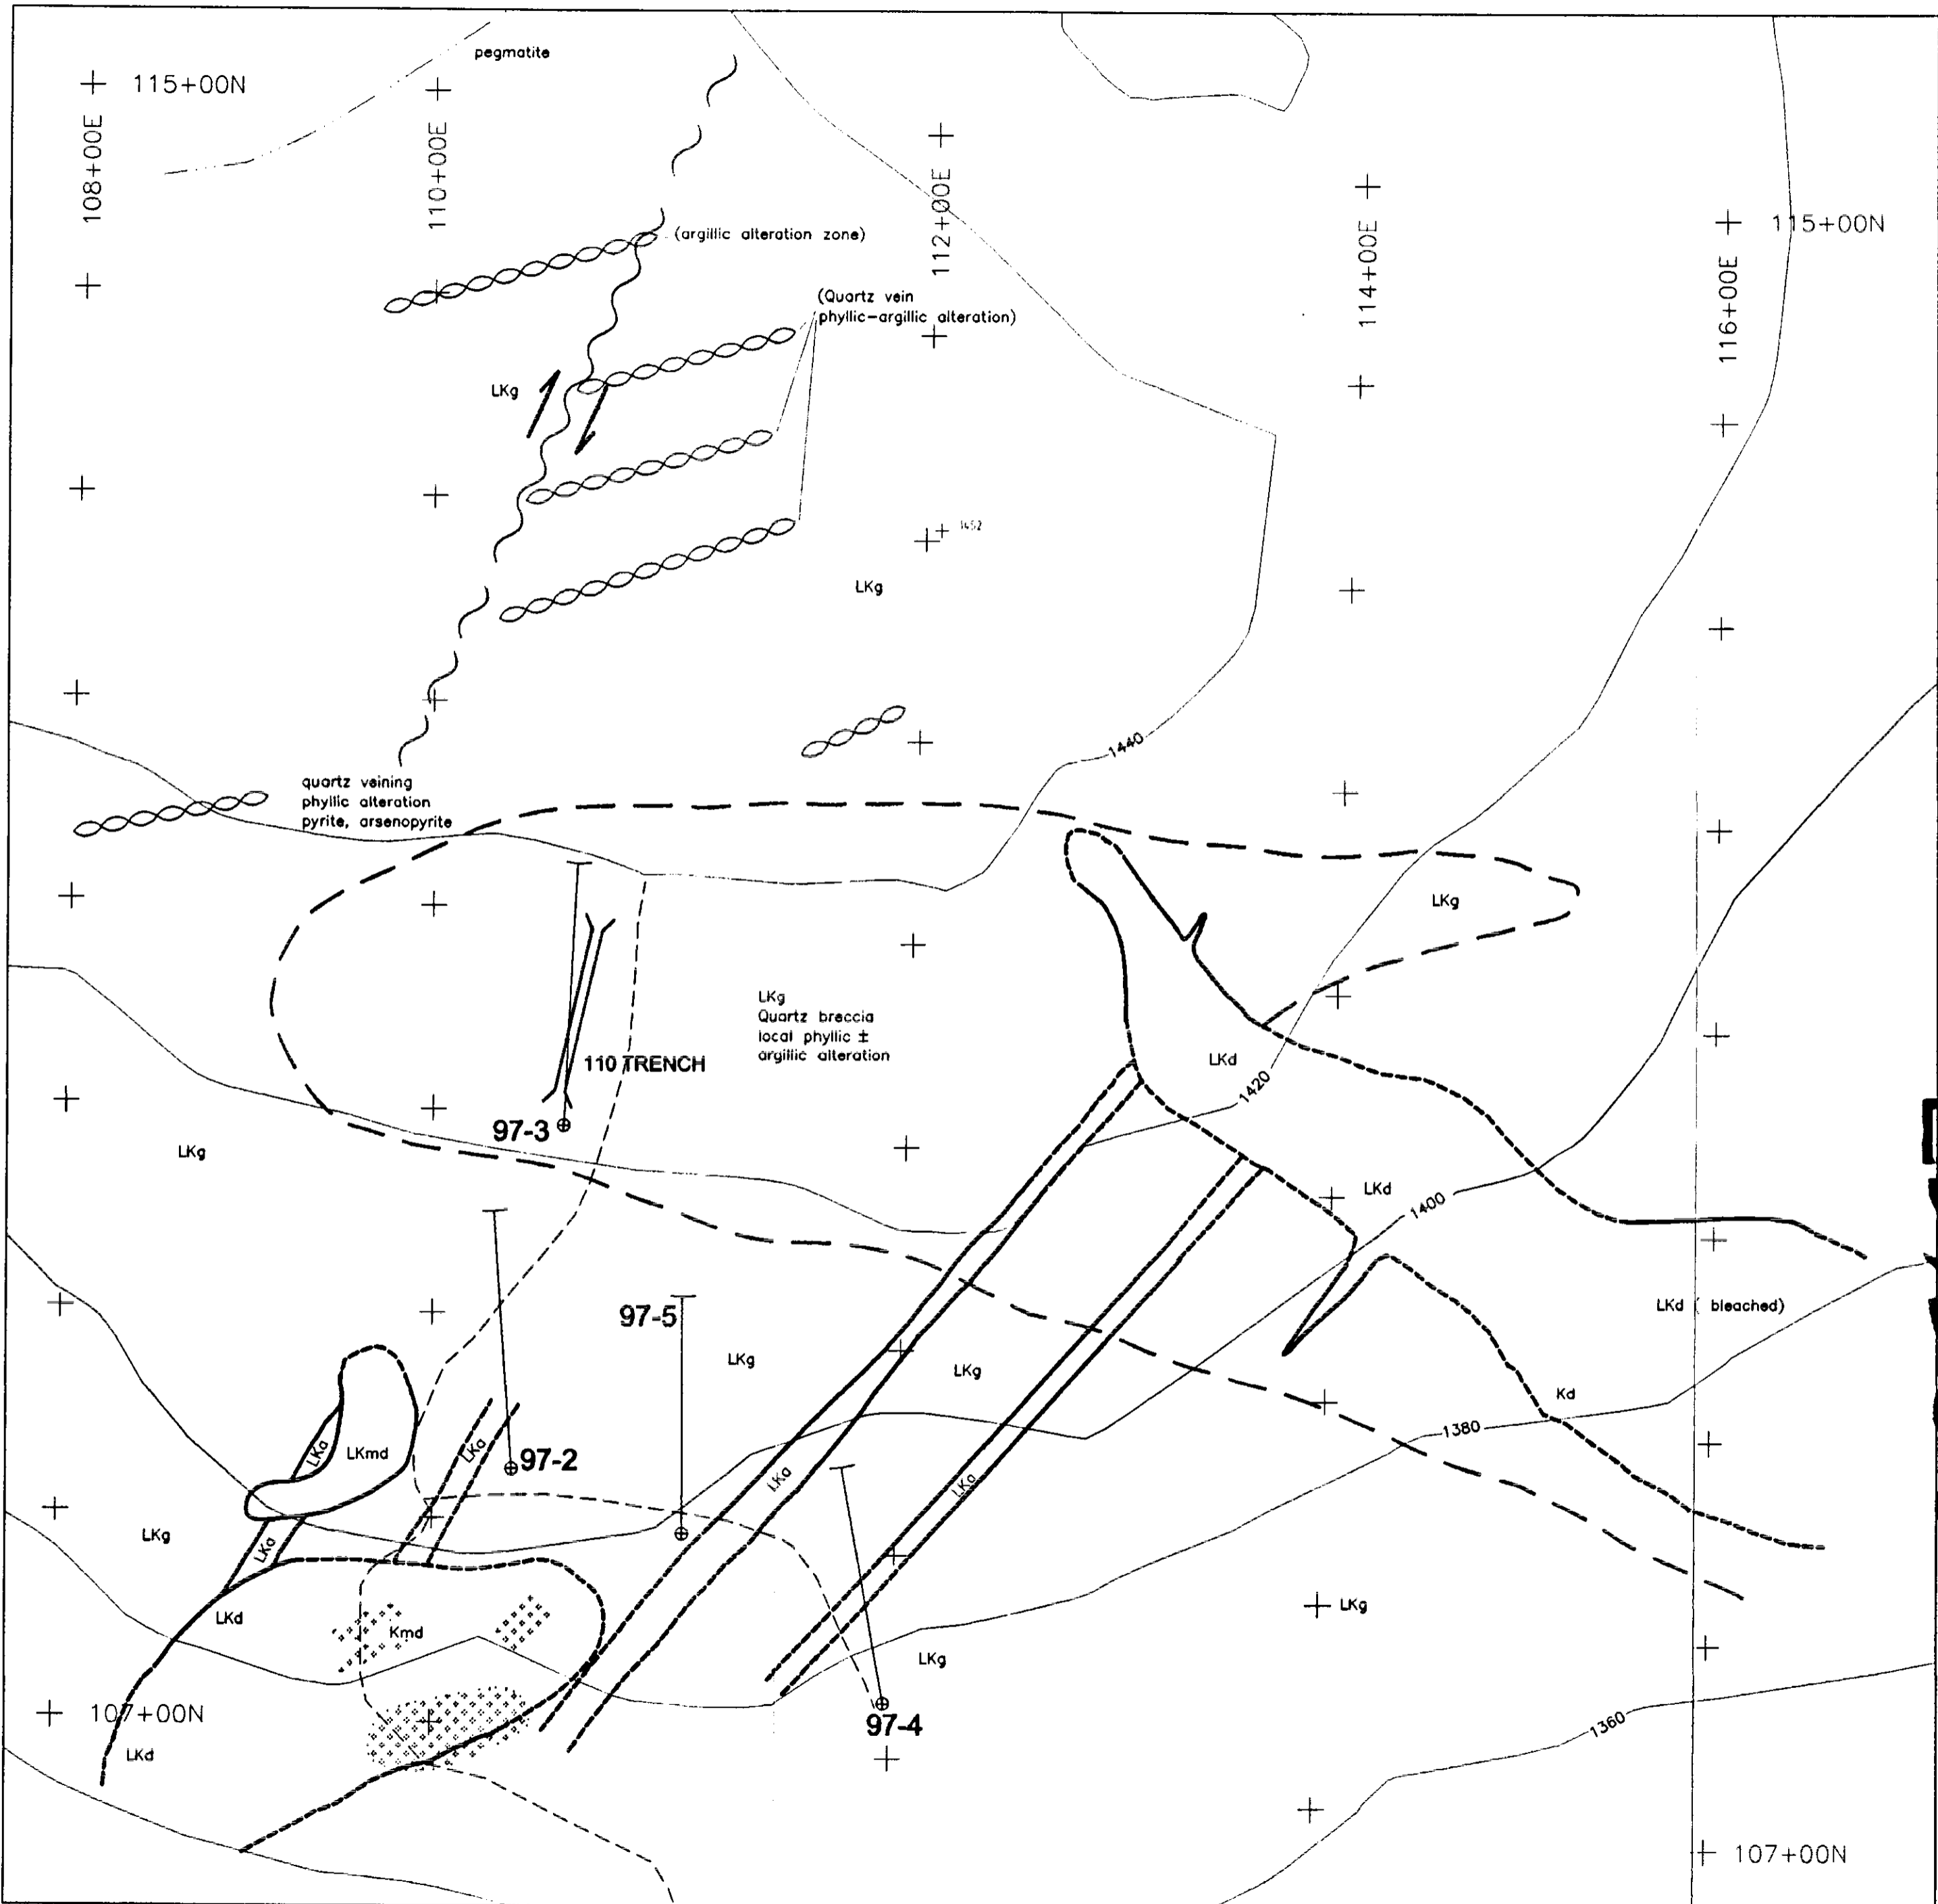 pegmatite
115+00N
108+00E
110+00E
112+00E
114+00E
116+00E
115+00N
(argillic alteration zone)
(Quartz vein
phyllic-argillic alteration)
LKg
1452
LKg
1440
quartz veining
phyllic alteration
pyrite, arsenopyrite
LKg
LKg
Quartz breccia
local phyllic ±
argillic alteration
110 TRENCH
LKd
1420
97-3
LKg
LKd
1400
LKd ( bleached)
97-5
LKg
LKg
Kd
1380
LKa
LKmd
LKa
97-2
LKa
LKa
LKg
LKa
LKd
Kmd
LKg
LKg
107+00N
97-4
1360
LKd
107+00N